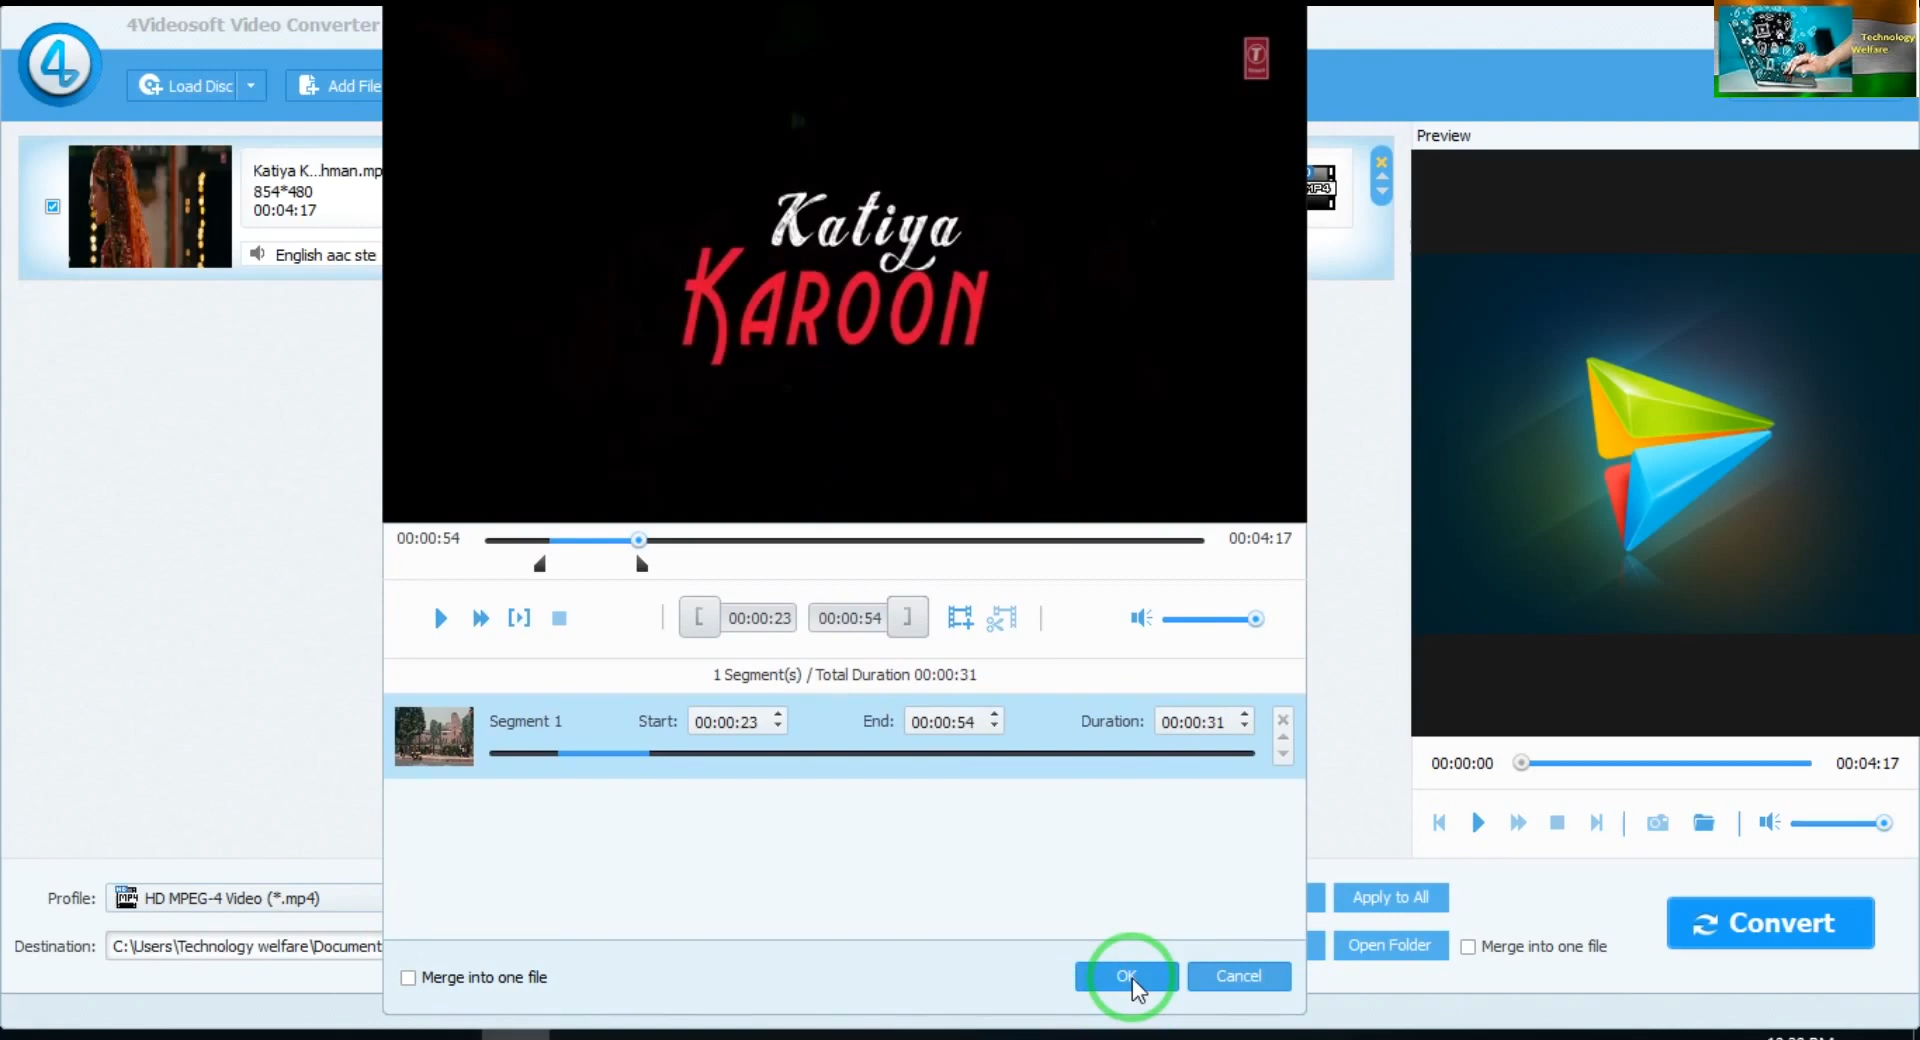 4Videosoft Video Converter
Load Disc
Add File
Technology
Welfare
Katiya K...hman.mp
854*480
00:04:17
English aac ste
T
Katiya
KAROON
MP4
Preview
00:00:54
00:04:17
[ 00:00:23
00:00:54 ]
1 Segment(s) / Total Duration 00:00:31
Segment 1
Start: 00:00:23
End: 00:00:54
Duration: 00:00:31
00:00:00
00:04:17
Profile:
MP4
HD MPEG-4 Video (*.mp4)
Apply to All
Convert
Destination:
C:\Users\Technology welfare\Document
Open Folder
Merge into one file
Merge into one file
OK
Cancel